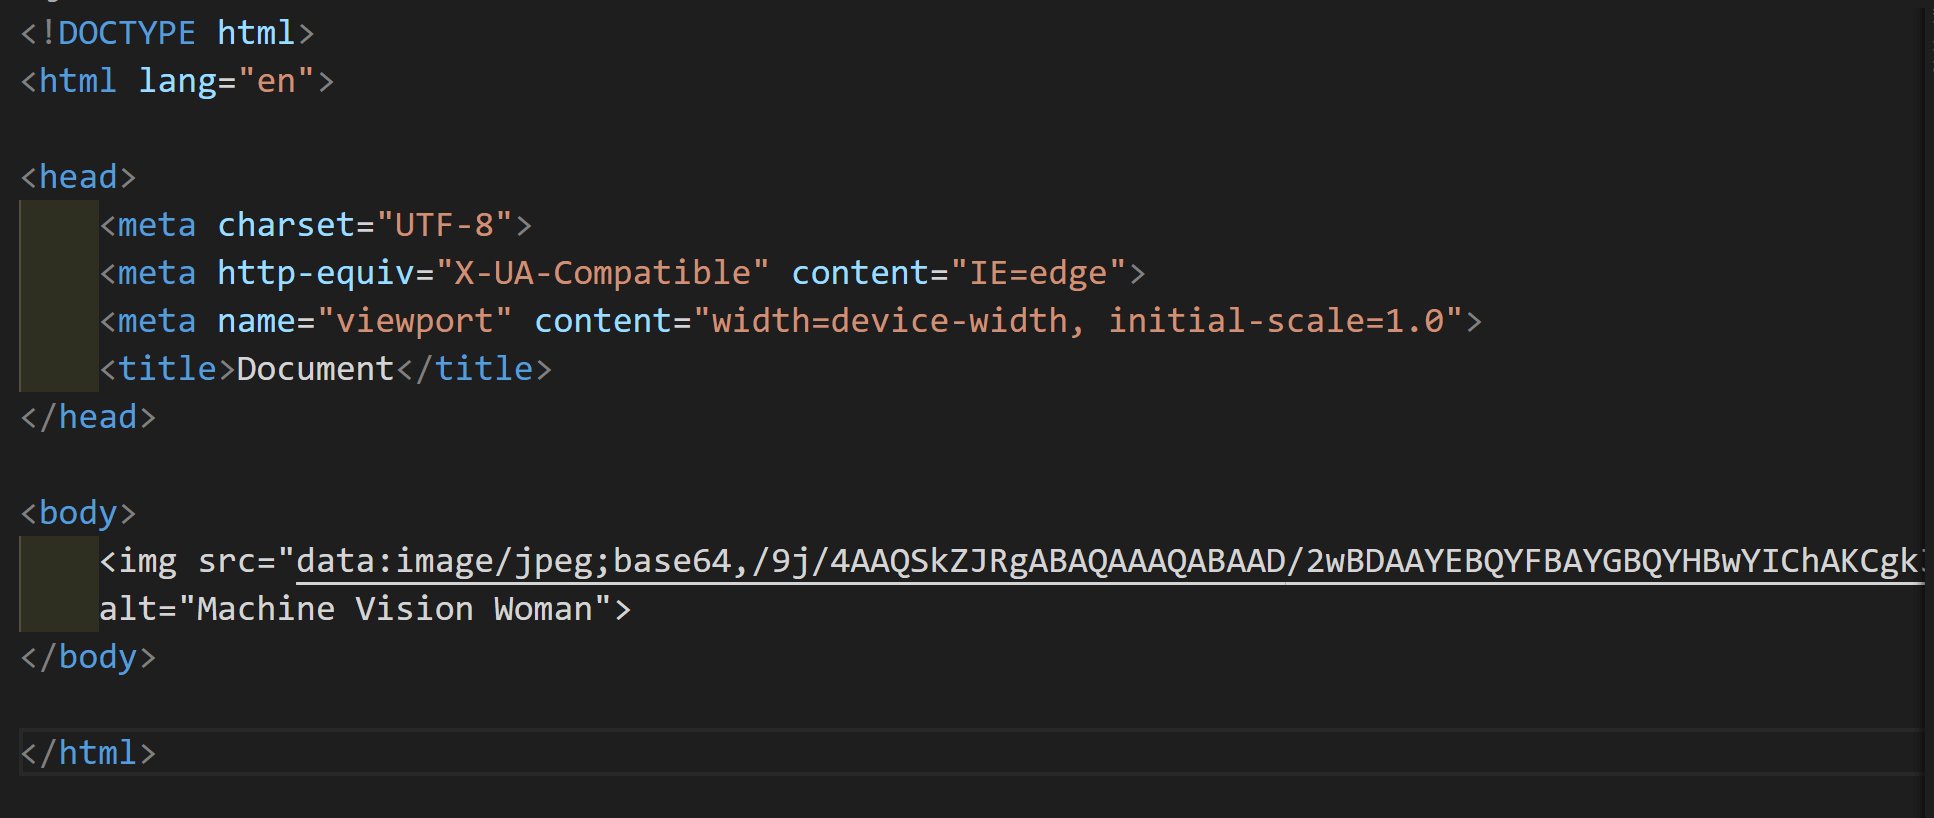 <!DOCTYPE html>
<html lang="en">
<head>
<meta charset="UTF-8">
<meta http-equiv="X-UA-Compatible" content="IE=edge">
<meta name="viewport" content="width=device-width, initial-scale=1.0">
<title>Document</title>
</head>
<body>
<img src="data:image/jpeg;base64,/9j/4AAQSkZJRgABAQAAAQABAAD/2wBDAAYEBQYFBAYGBQYHBwYIChAKCgk
alt="Machine Vision Woman">
</body>
</html>